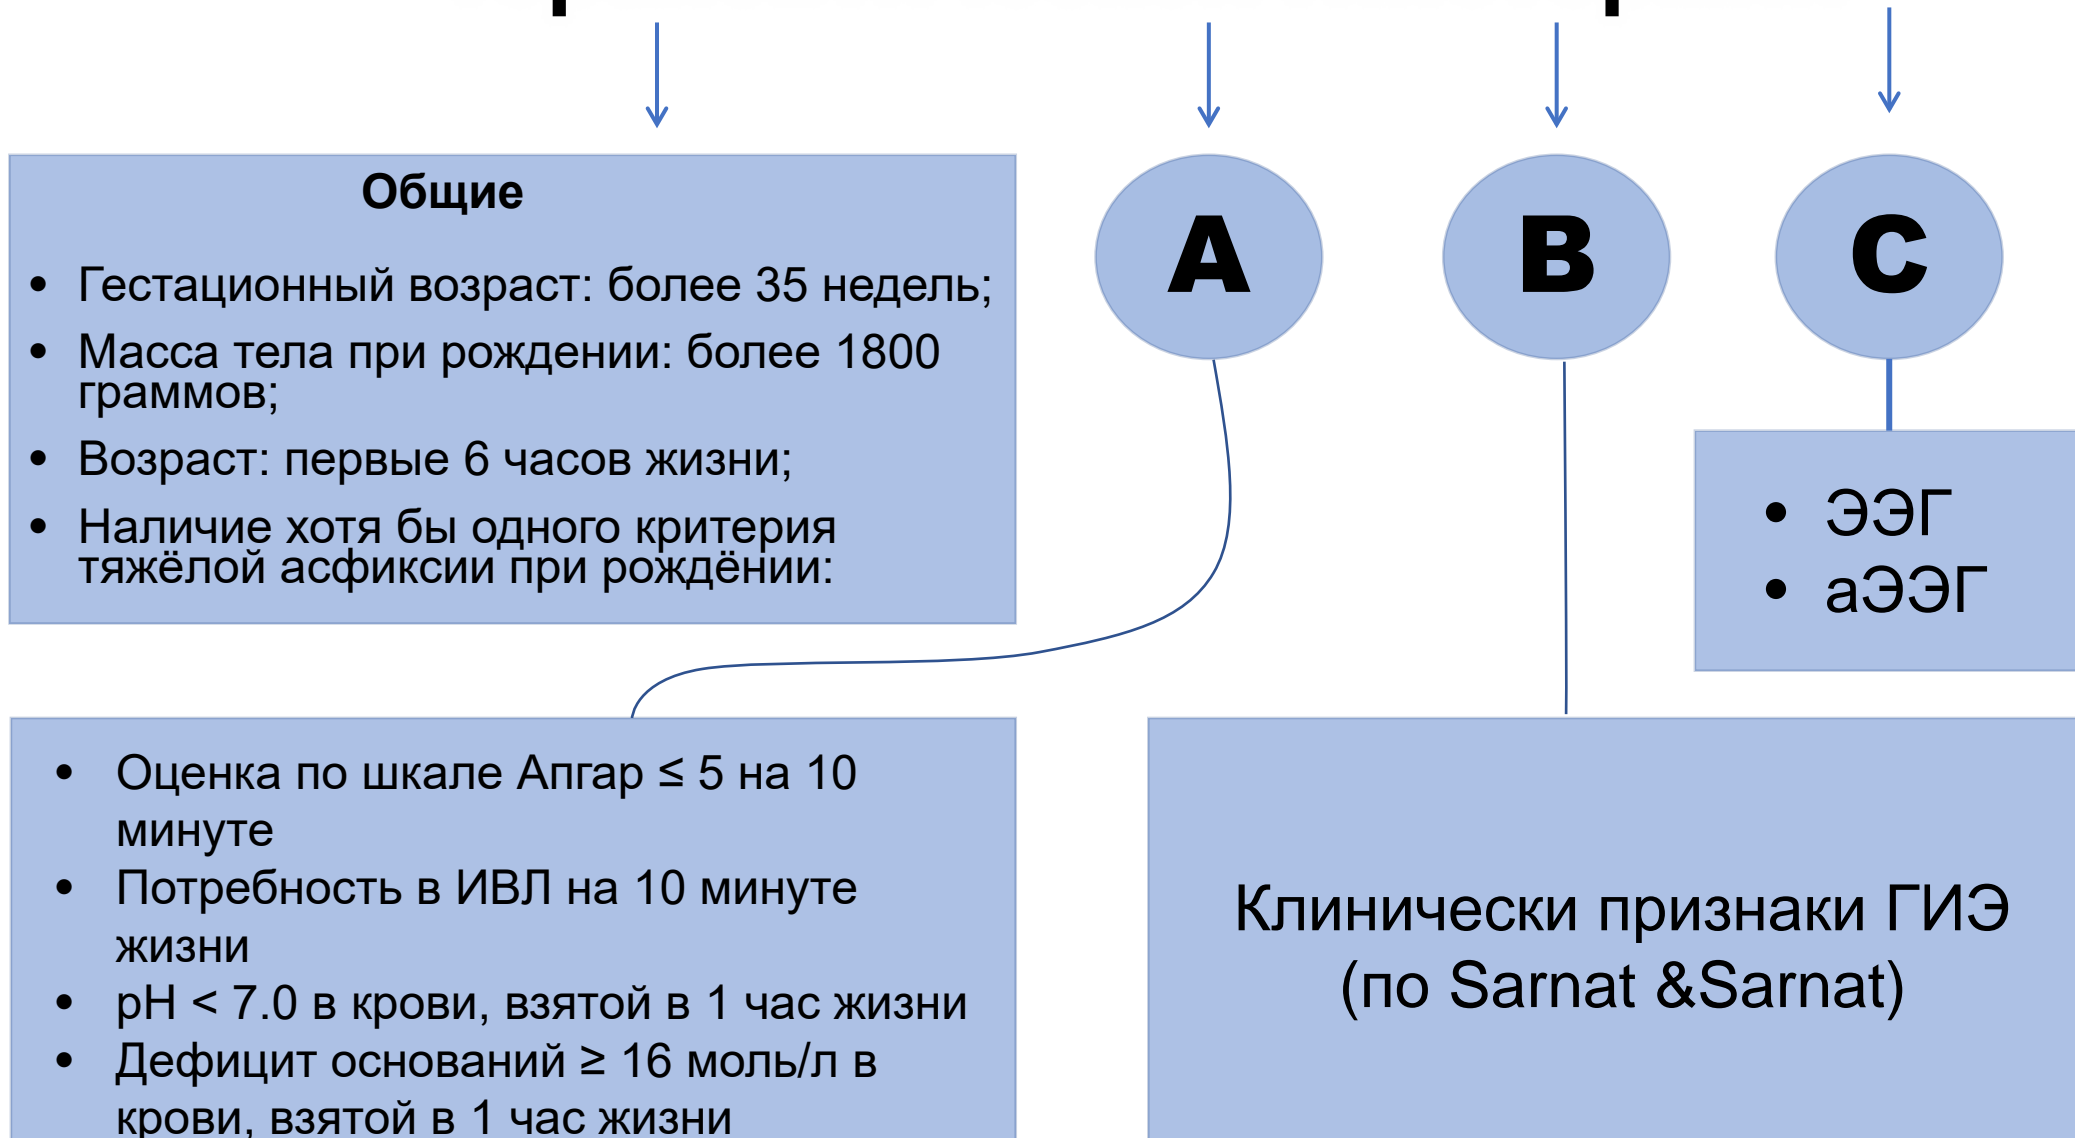 Общие
• Гестационный возраст: более 35 недель;
• Масса тела при рождении: более 1800
граммов;
• Возраст: первые 6 часов жизни;
• Наличие хотя бы одного критерия
тяжёлой асфиксии при рождёнии:
A
B
C
• ЭЭГ
• аЭЭГ
• Оценка по шкале Апгар ≤ 5 на 10
минуте
• Потребность в ИВЛ на 10 минуте
жизни
• pH < 7.0 в крови, взятой в 1 час жизни
• Дефицит оснований ≥ 16 моль/л в
крови, взятой в 1 час жизни
Клинически признаки ГИЭ
(по Sarnat &Sarnat)